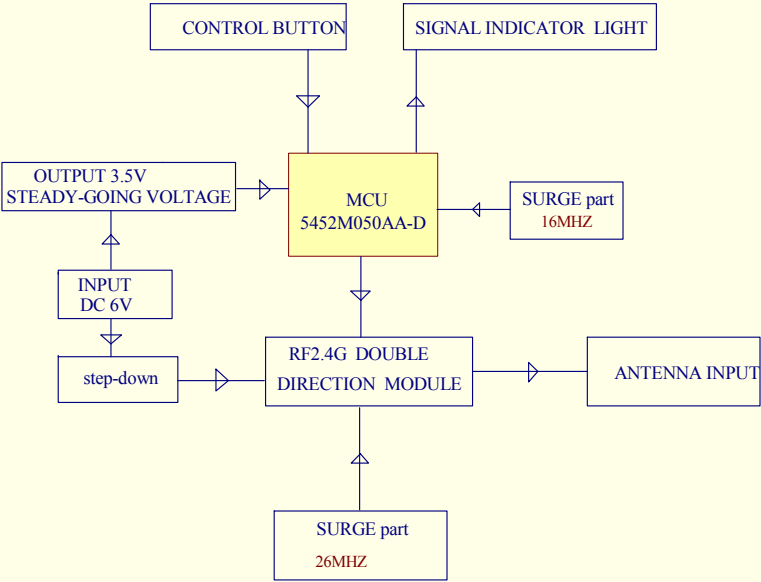 CONTROL BUTTON
SIGNAL INDICATOR LIGHT
OUTPUT 3.5V
STEADY-GOING VOLTAGE
MCU
5452M050AA-D
SURGE part
16MHZ
INPUT
DC 6V
step-down
RF2.4G DOUBLE
DIRECTION MODULE
ANTENNA INPUT
SURGE part
26MHZ